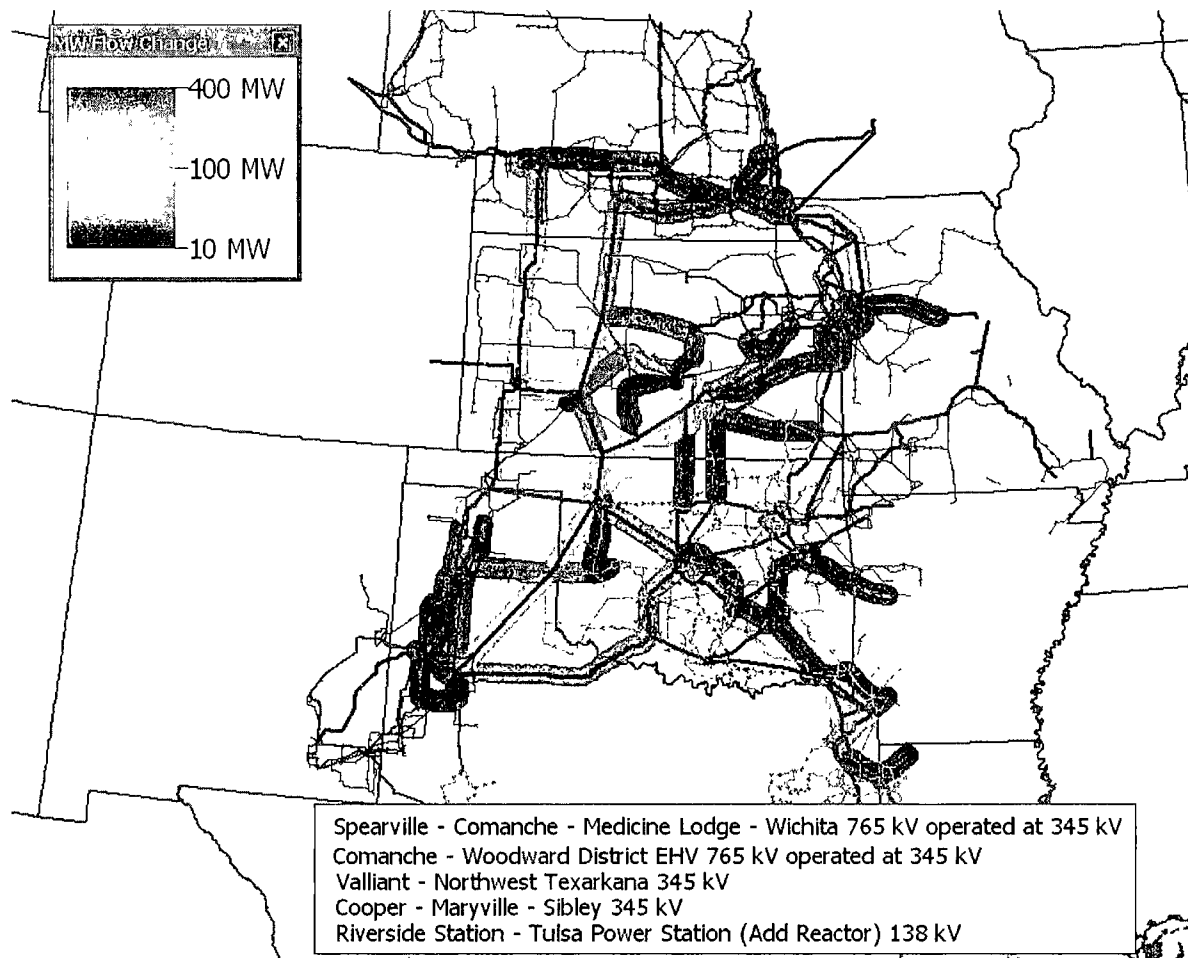 MW Flow Change
400 MW
100 MW
10 MW
Spearville - Comanche - Medicine Lodge - Wichita 765 kV operated at 345 kV
Comanche - Woodward District EHV 765 kV operated at 345 kV
Valliant - Northwest Texarkana 345 kV
Cooper - Maryville - Sibley 345 kV
Riverside Station - Tulsa Power Station (Add Reactor) 138 kV